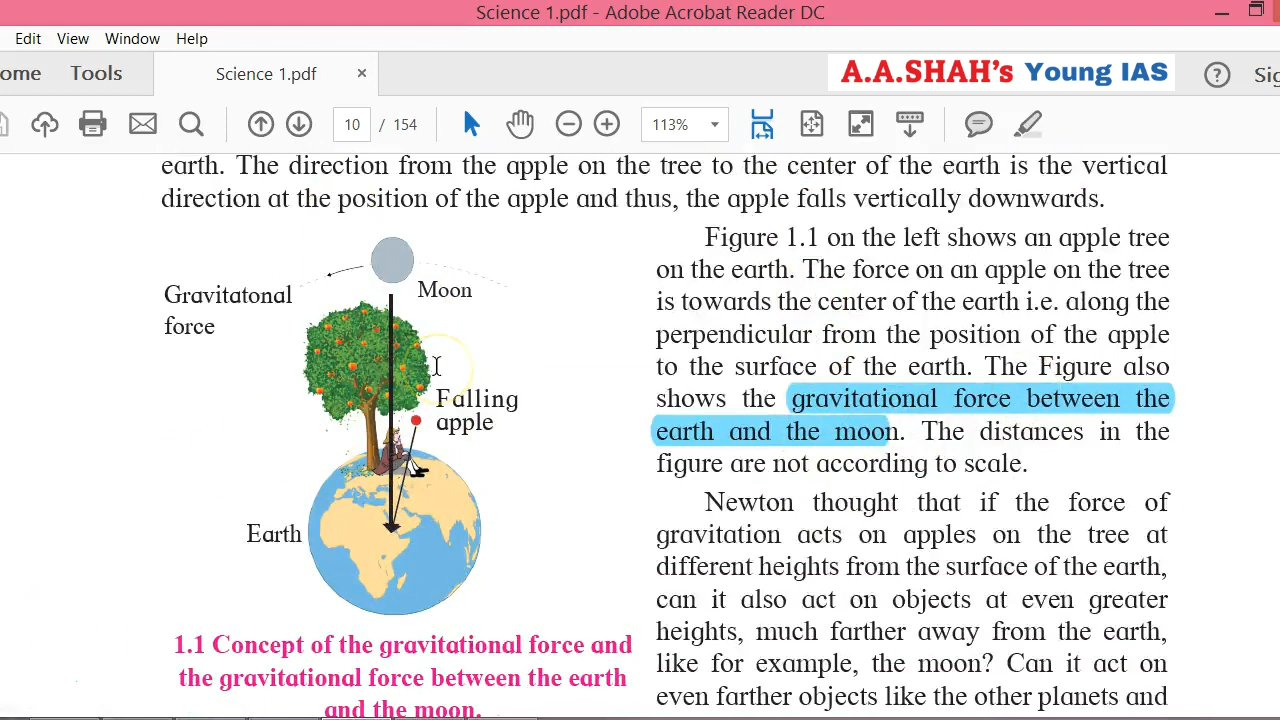 Science 1.pdf - Adobe Acrobat Reader DC
Edit View Window Help
ome Tools Science 1.pdf ×
A.A.SHAH's Young IAS
? Sig
10 / 154 113%
earth. The direction from the apple on the tree to the center of the earth is the vertical
direction at the position of the apple and thus, the apple falls vertically downwards.
Moon
Gravitatonal
force
Falling
apple
Earth
1.1 Concept of the gravitational force and
the gravitational force between the earth
and the moon.
Figure 1.1 on the left shows an apple tree
on the earth. The force on an apple on the tree
is towards the center of the earth i.e. along the
perpendicular from the position of the apple
to the surface of the earth. The Figure also
shows the gravitational force between the
earth and the moon. The distances in the
figure are not according to scale.
Newton thought that if the force of
gravitation acts on apples on the tree at
different heights from the surface of the earth,
can it also act on objects at even greater
heights, much farther away from the earth,
like for example, the moon? Can it act on
even farther objects like the other planets and